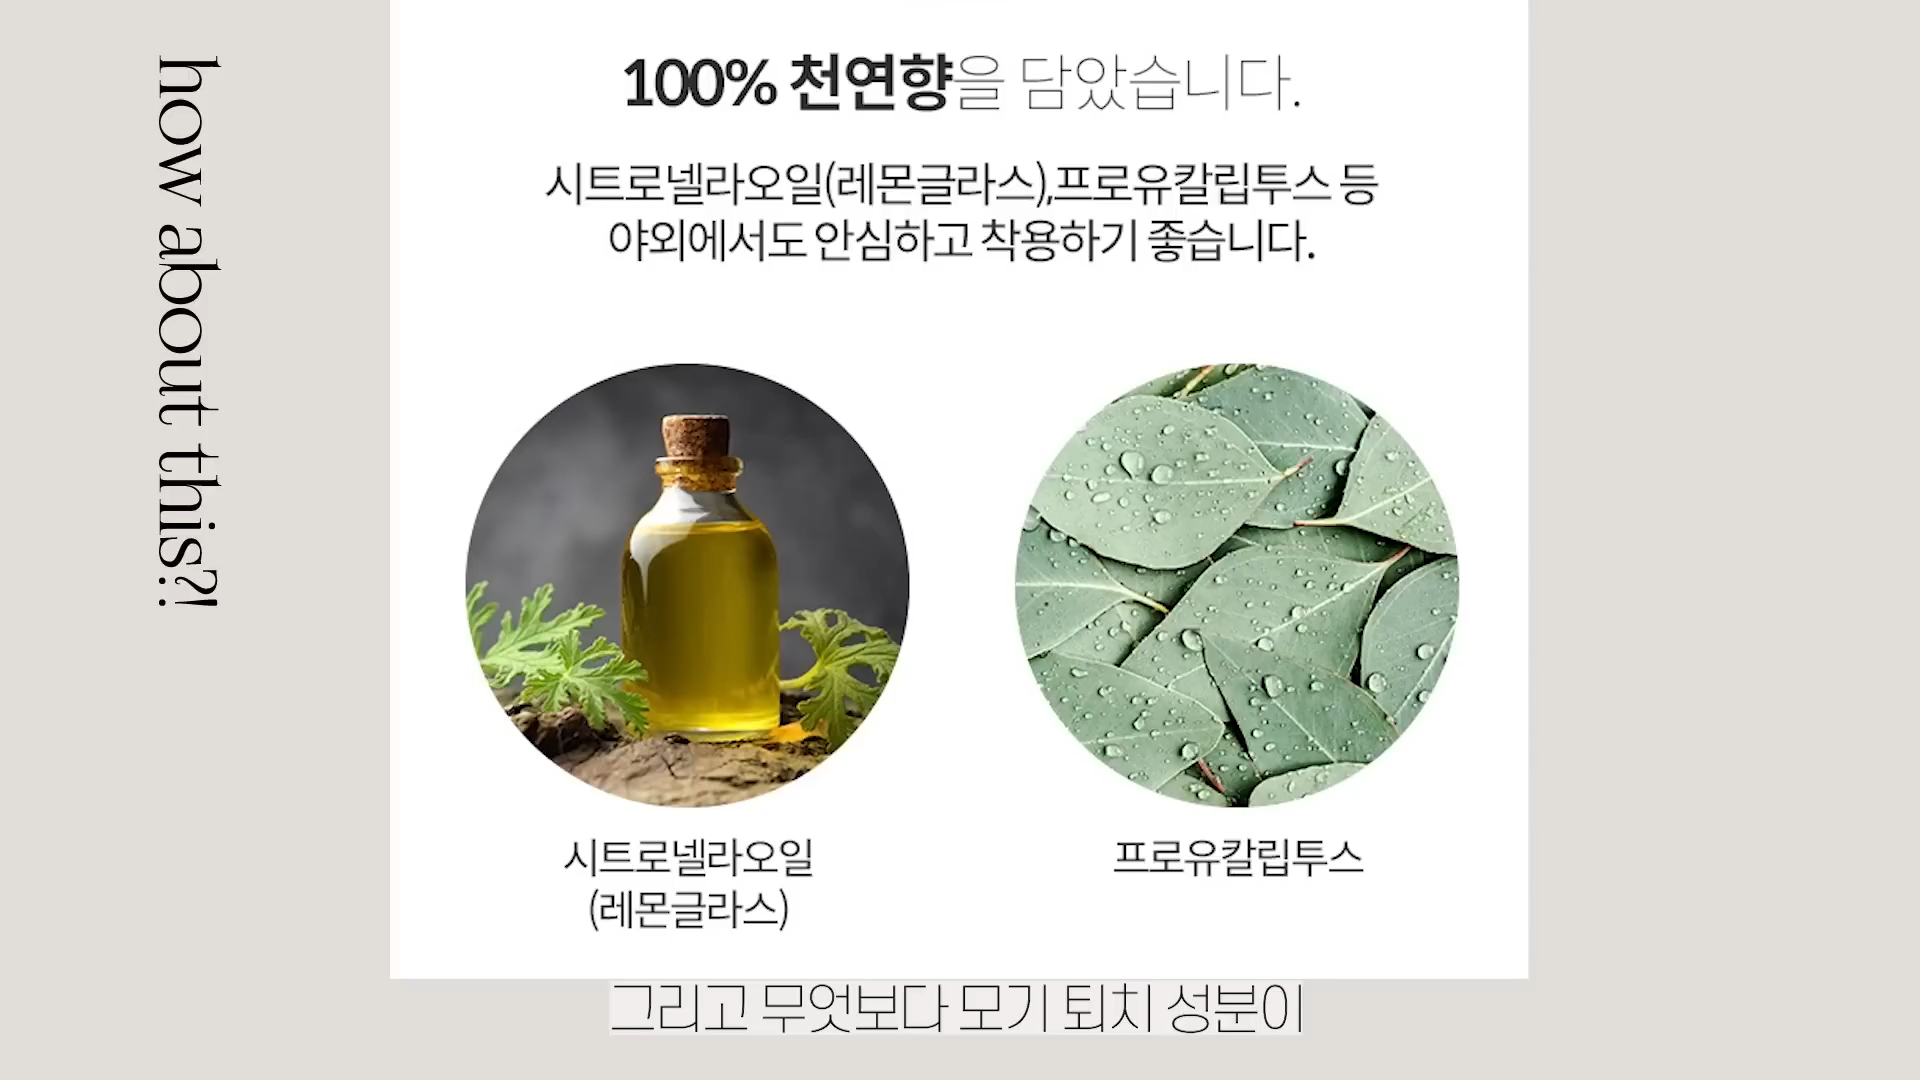 how about this?!
100% 천연향을 담았습니다.
시트로넬라오일(레몬글라스),프로유칼립투스 등
야외에서도 안심하고 착용하기 좋습니다.
시트로넬라오일
(레몬글라스)
프로유칼립투스
그리고 무엇보다 모기 퇴치 성분이